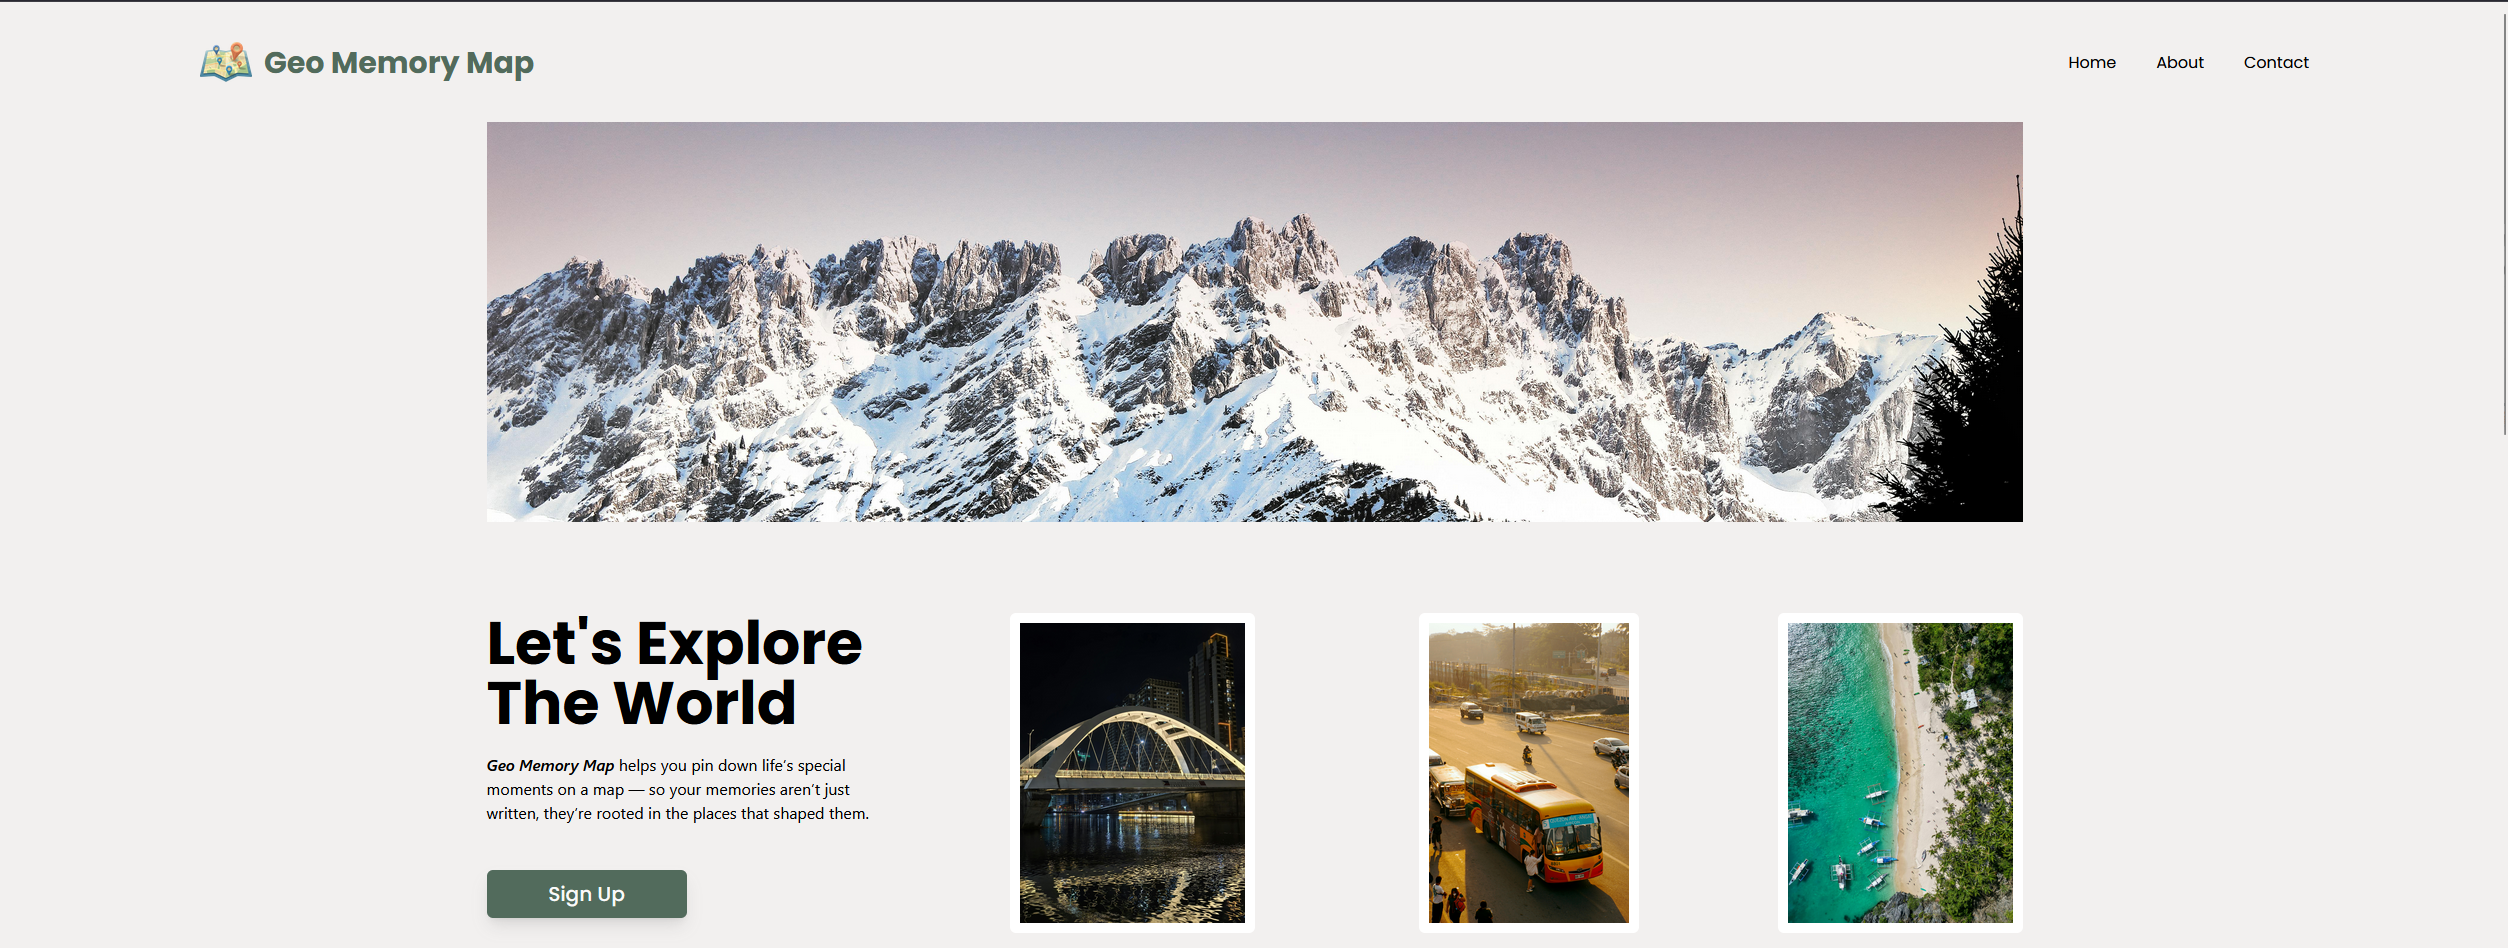 Geo Memory Map
Home
About
Contact
Let's Explore
The World
Geo Memory Map helps you pin down life’s special
moments on a map — so your memories aren’t just
written, they’re rooted in the places that shaped them.
Sign Up